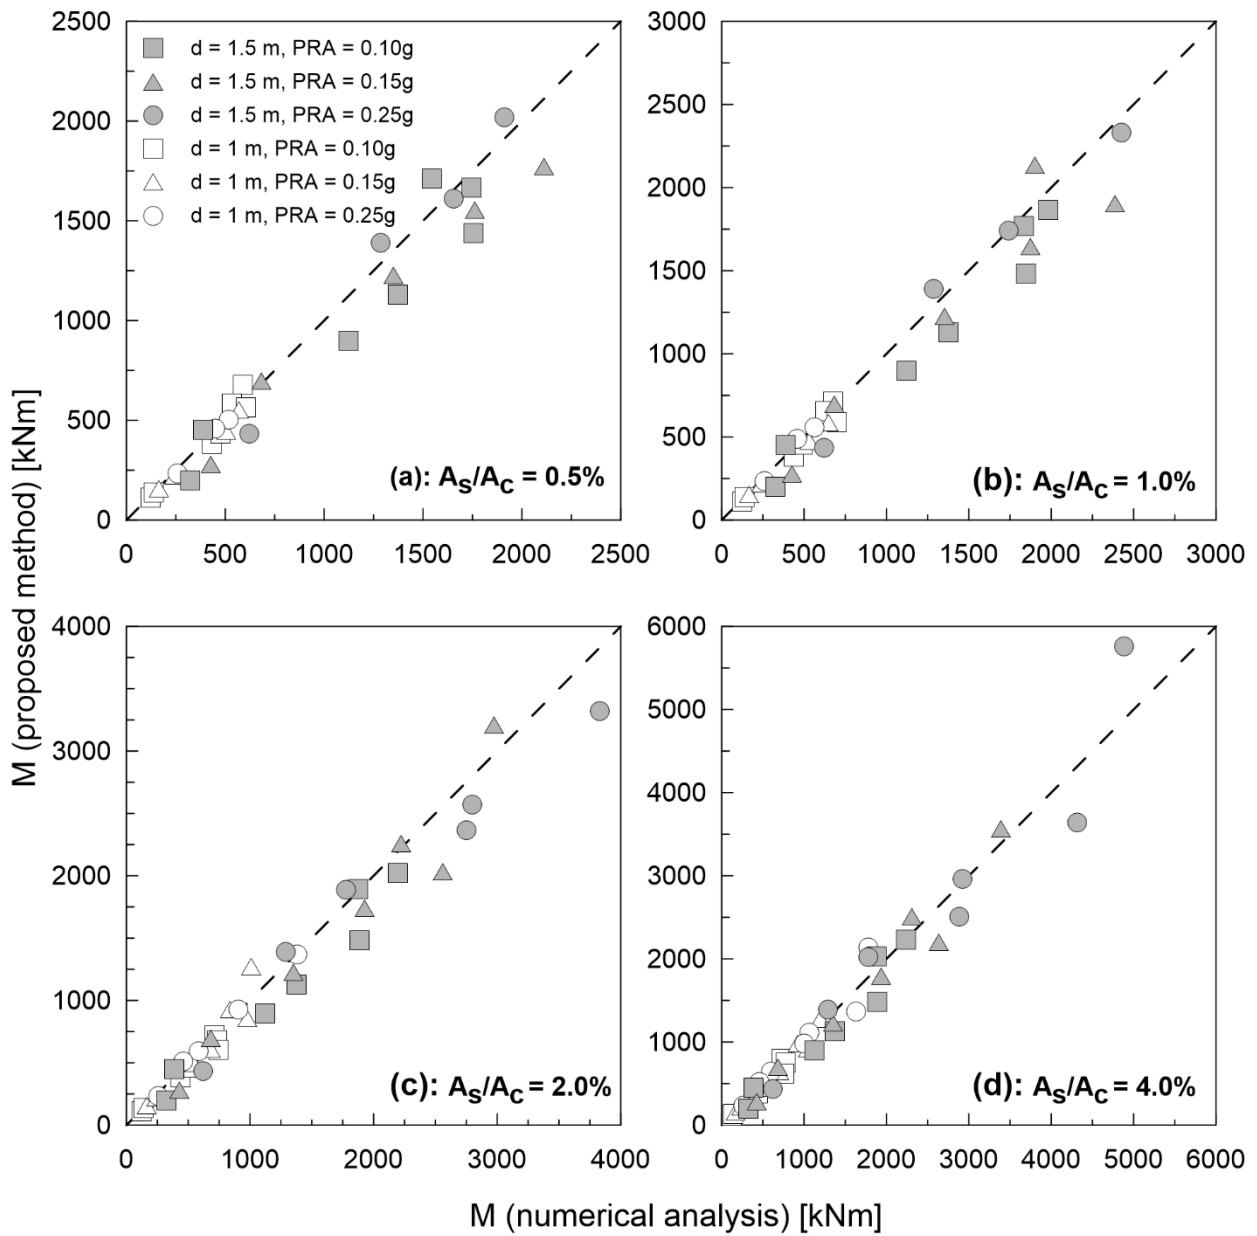 2500
2000
1500
1000
500
0
d = 1.5 m, PRA = 0.10g
d = 1.5 m, PRA = 0.15g
d = 1.5 m, PRA = 0.25g
d = 1 m, PRA = 0.10g
d = 1 m, PRA = 0.15g
d = 1 m, PRA = 0.25g
(a): AS/AC = 0.5%
0 500 1000 1500 2000 2500
3000
2500
2000
1500
1000
500
0
(b): AS/AC = 1.0%
0 500 1000 1500 2000 2500 3000
M (proposed method) [kNm]
4000
3000
2000
1000
0
(c): AS/AC = 2.0%
0 1000 2000 3000 4000
6000
5000
4000
3000
2000
1000
0
(d): AS/AC = 4.0%
0 1000 2000 3000 4000 5000 6000
M (numerical analysis) [kNm]